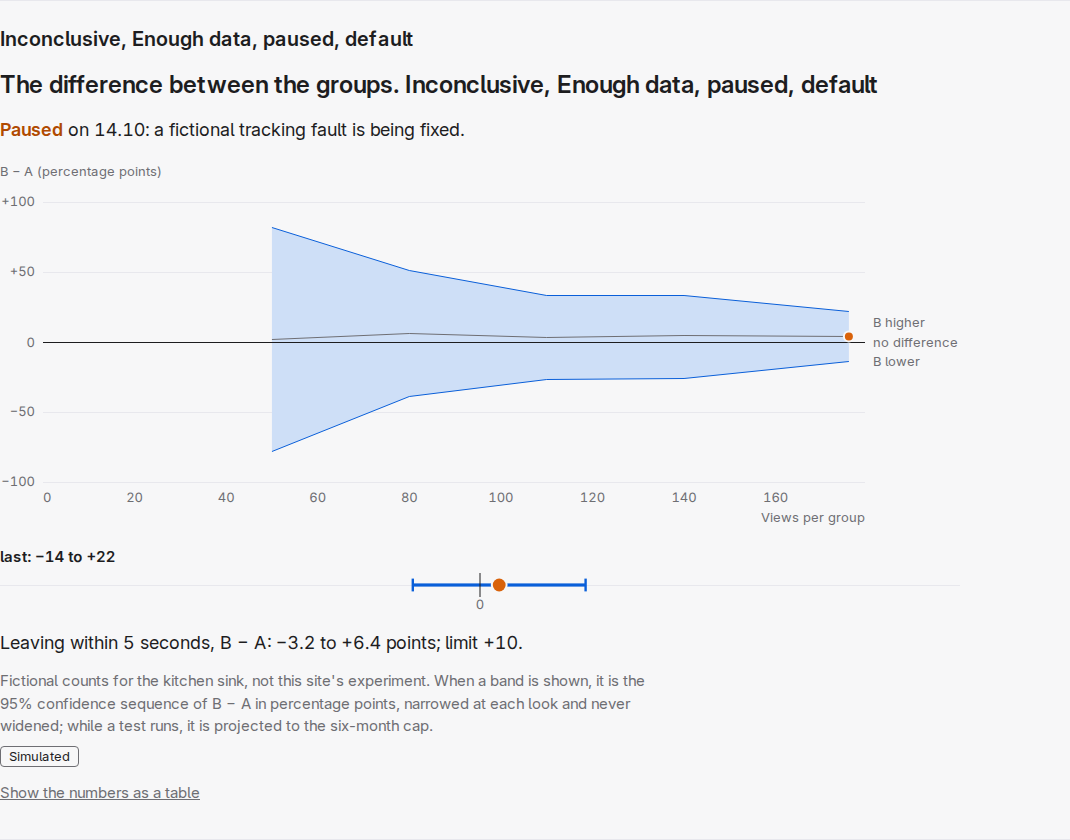 Inconclusive, Enough data, paused, default
The difference between the groups. Inconclusive, Enough data, paused, default
Paused on 14.10: a fictional tracking fault is being fixed.
B − A (percentage points)
+100
+50
0
−50
−100
B higher
no difference
B lower
0 20 40 60 80 100 120 140 160
Views per group
last: −14 to +22
0
Leaving within 5 seconds, B − A: −3.2 to +6.4 points; limit +10.
Fictional counts for the kitchen sink, not this site's experiment. When a band is shown, it is the
95% confidence sequence of B − A in percentage points, narrowed at each look and never
widened; while a test runs, it is projected to the six-month cap.
Simulated
Show the numbers as a table